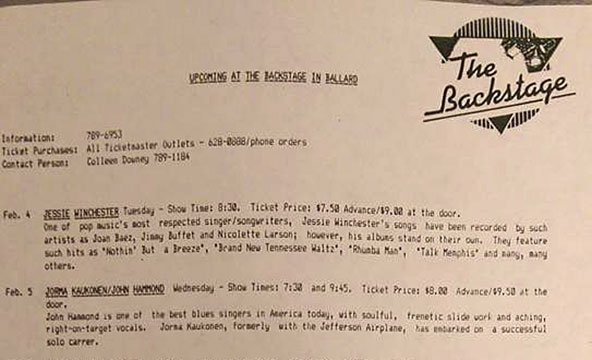 The
Backstage
UPCOMING AT THE BACKSTAGE IN BALLARD
Information: 789-6953
Ticket Purchases: All Ticketmaster Outlets - 628-0888/phone orders
Contact Person: Colleen Downey 789-1184
Feb. 4 JESSIE WINCHESTER Tuesday - Show Time: 8:30. Ticket Price: $7.50 Advance/$9.00 at the door.
One of pop music's most respected singer/songwriters, Jessie Winchester's songs have been recorded by such
artists as Joan Baez, Jimmy Buffet and Nicolette Larson; however, his albums stand on their own. They feature
such hits as "Nothin' But a Breeze", "Brand New Tennessee Waltz", "Rhumba Man", "Talk Memphis" and many, many
others.
Feb. 5 JORMA KAUKONEN/JOHN HAMMOND Wednesday - Show Times: 7:30 and 9:45. Ticket Price: $8.00 Advance/$9.50 at the
door.
John Hammond is one of the best blues singers in America today, with soulful, frenetic slide work and aching,
right-on-target vocals. Jorma Kaukonen, formerly with the Jefferson Airplane, has embarked on a successful
solo carrer.